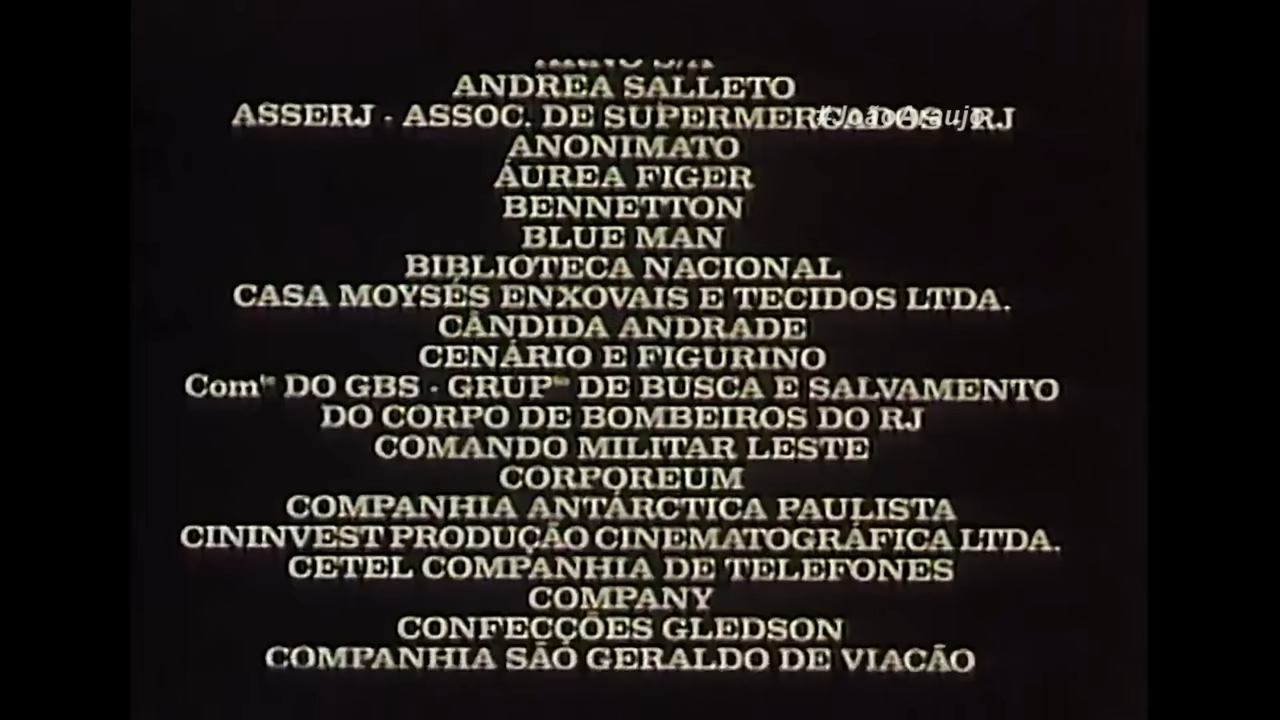 ANDREA SALLETO
ASSERJ - ASSOC. DE SUPERMERCADOS - RJ
#JoãoAraujo
ANONIMATO
ÁUREA FIGER
BENNETTON
BLUE MAN
BIBLIOTECA NACIONAL
CASA MOYSÉS ENXOVAIS E TECIDOS LTDA.
CÂNDIDA ANDRADE
CENÁRIO E FIGURINO
DO GBS - DE BUSCA E SALVAMENTO
DO CORPO DE BOMBEIROS DO RJ
COMANDO MILITAR LESTE
CORPOREUM
COMPANHIA ANTÁRCTICA PAULISTA
CININVEST PRODUÇÃO CINEMATOGRÁFICA LTDA.
CETEL COMPANHIA DE TELEFONES
COMPANY
CONFECÇÕES GLEDSON
COMPANHIA SÃO GERALDO DE VIACÃO